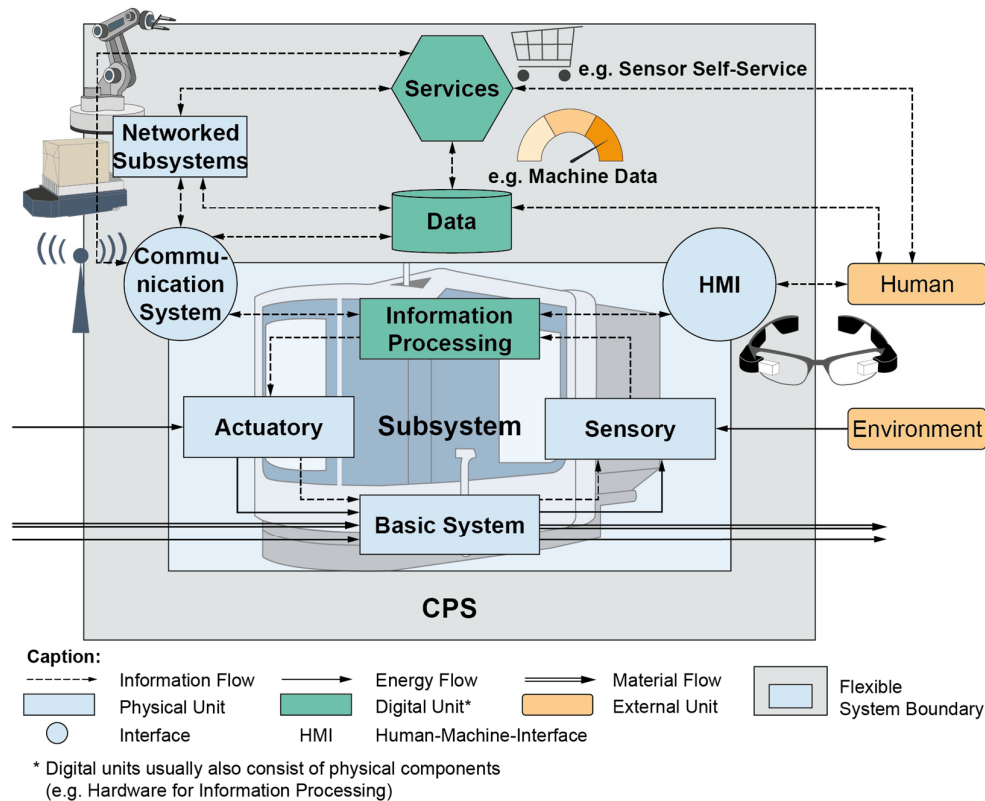 Services
e.g. Sensor Self-Service
Networked
Subsystems
e.g. Machine Data
Data
Commu-
nication
System
HMI
Human
Information
Processing
Actuatory
Subsystem
Sensory
Environment
Basic System
CPS
Caption:
Information Flow
Energy Flow
Material Flow
Flexible
System Boundary
Physical Unit
Digital Unit*
External Unit
Interface
HMI
Human-Machine-Interface
* Digital units usually also consist of physical components
(e.g. Hardware for Information Processing)